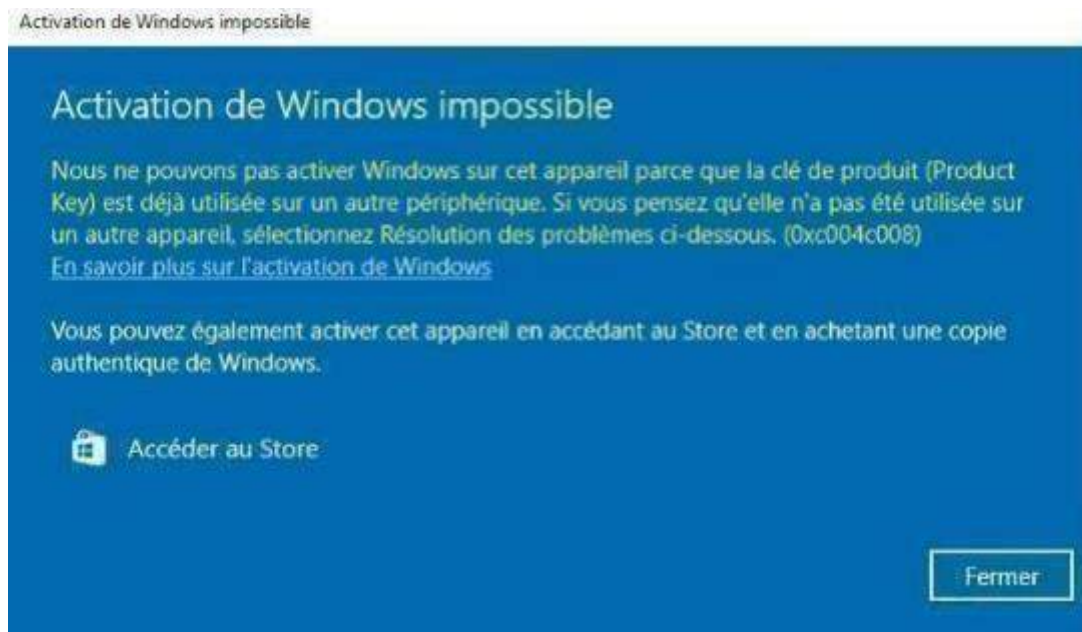 Activation de Windows impossible
Activation de Windows impossible
Nous ne pouvons pas activer Windows sur cet appareil parce que la clé de produit (Product
Key) est déjà utilisée sur un autre périphérique. Si vous pensez qu'elle n'a pas été utilisée sur
un autre appareil, sélectionnez Résolution des problèmes ci-dessous. (0xc004c008)
En savoir plus sur l'activation de Windows
Vous pouvez également activer cet appareil en accédant au Store et en achetant une copie
authentique de Windows.
Accéder au Store
Fermer